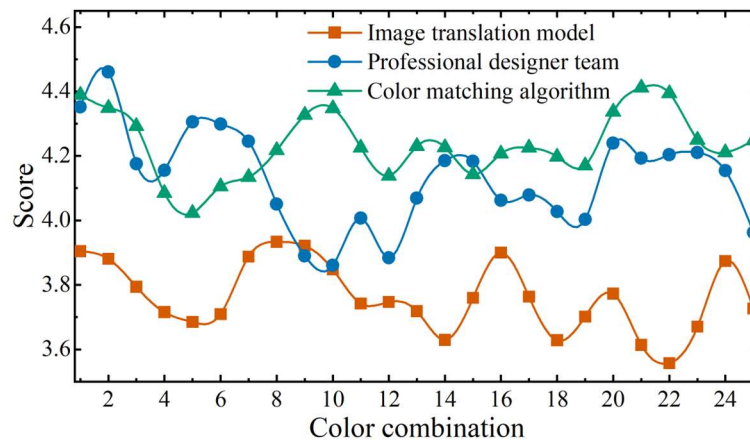 4.6
4.4
4.2
4.0
3.8
3.6
Score
Image translation model
Professional designer team
Color matching algorithm
2 4 6 8 10 12 14 16 18 20 22 24
Color combination